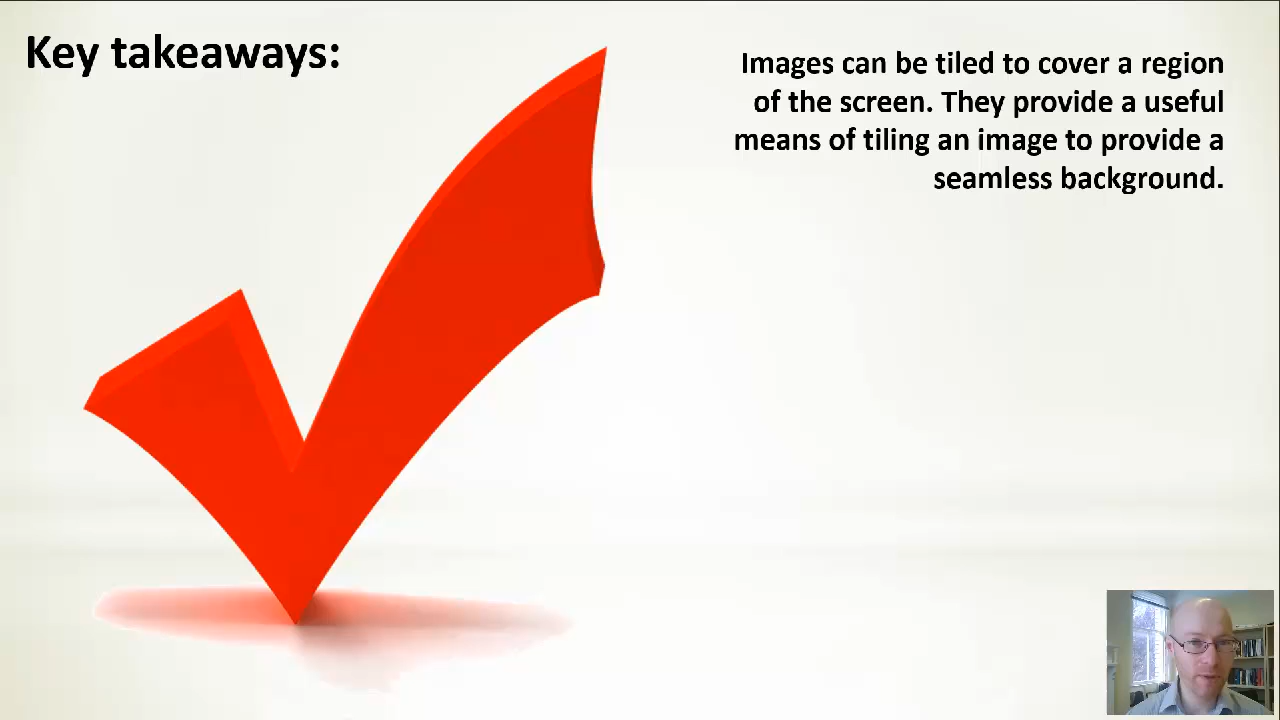 Key takeaways:
Images can be tiled to cover a region
of the screen. They provide a useful
means of tiling an image to provide a
seamless background.